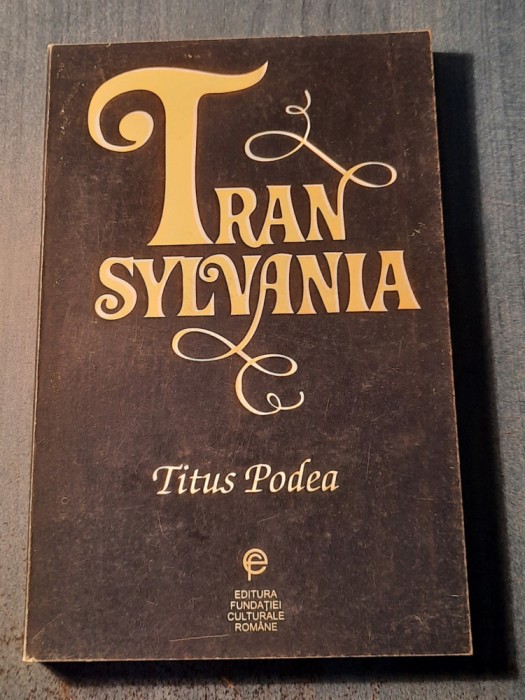 TRAN
SYLVANIA
Titus Podea
EDITURA
FUNDAȚIEI
CULTURALE
ROMÂNE